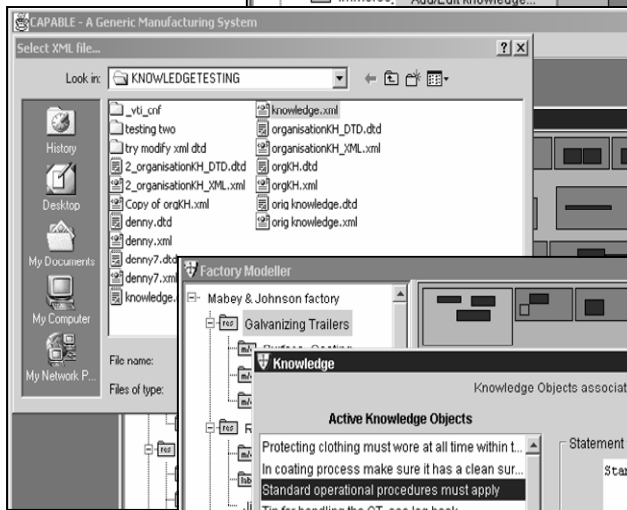 Add/Edit knowledge...
CAPABLE - A Generic Manufacturing System
Select XML file...
Look in: KNOWLEDGETESTING
History
Desktop
My Documents
My Computer
My Network P...
_vti_cnf
testing two
try modify xml dtd
2_organisationKH_DTD.dtd
2_organisationKH_XML.xml
Copy of orgKH.xml
denny.dtd
denny.xml
denny7.dtd
denny7.xml
knowledge.
knowledge.xml
organisationKH_DTD.dtd
organisationKH_XML.xml
orgKH.dtd
orgKH.xml
orig knowledge.dtd
orig knowledge.xml
File name:
Files of type:
Factory Modeller
Mabey & Johnson factory
res Galvanizing Trailers
Knowledge
Knowledge Objects associat
Active Knowledge Objects
Protecting clothing must wore at all time within t...
In coating process make sure it has a clean sur...
Standard operational procedures must apply
Statement
Star